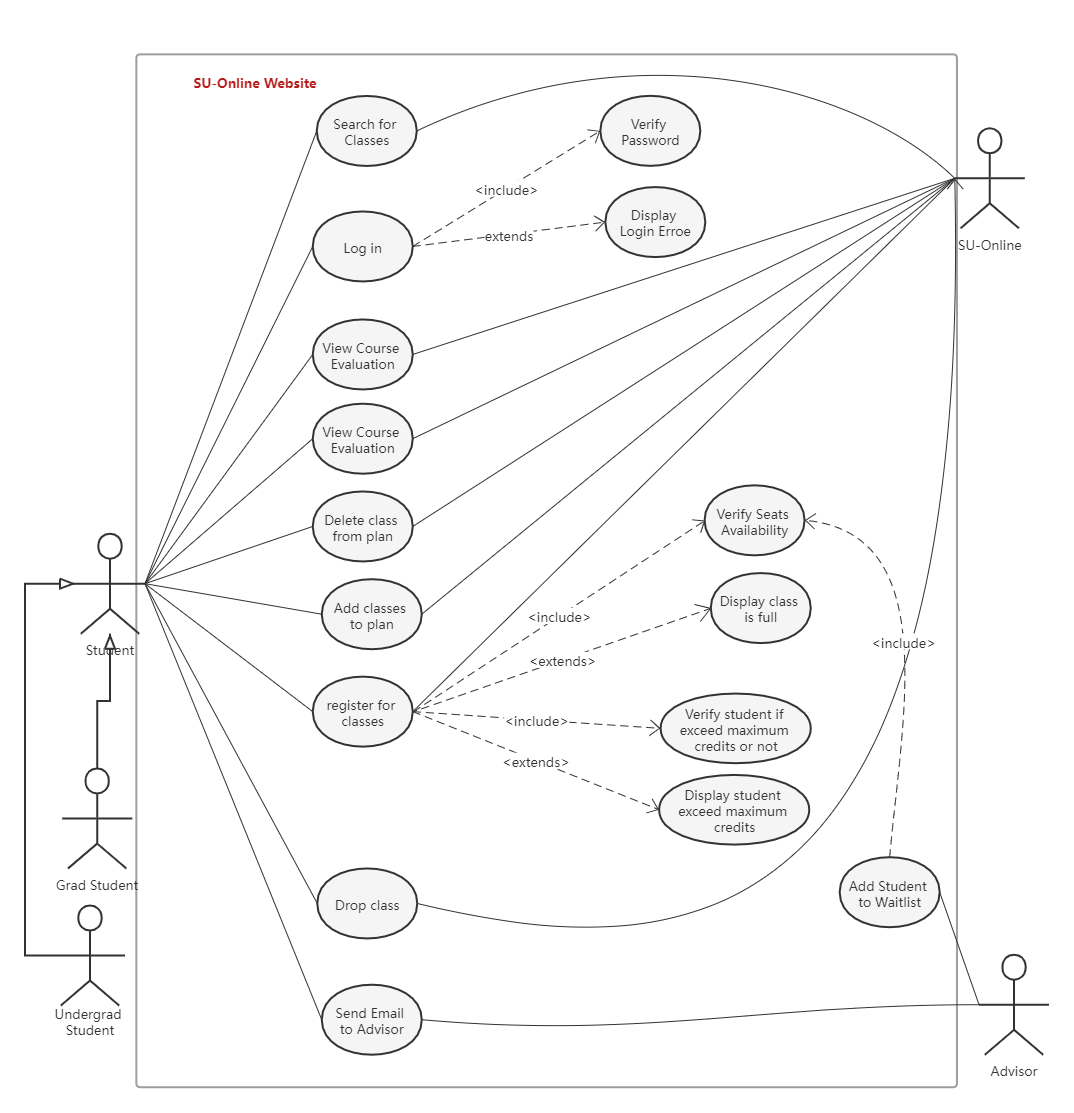 SU-Online Website
Search for
Classes
Verify
Password
<include>
Display
Login Erroe
extends
Log in
SU-Online
View Course
Evaluation
View Course
Evaluation
Delete class
from plan
Verify Seats
Availability
Add classes
to plan
Display class
is full
<include>
<include>
Student
<extends>
register for
classes
<include>
Verify student if
exceed maximum
credits or not
<extends>
Display student
exceed maximum
credits
Grad Student
Drop class
Add Student
to Waitlist
Undergrad
Student
Send Email
to Advisor
Advisor